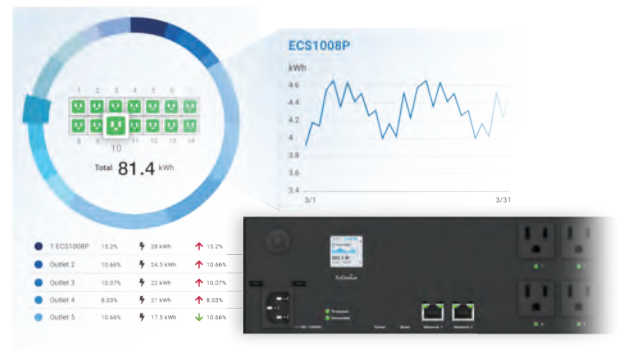 ECS1008P
kWh
4.6
4.4
4.2
4
3.8
3.6
3.4
3/1
3/31
1 2 3 4 5 6
8 9 11 12 13 14
10
Total 81.4 kWh
1 ECS1008P 15.2% 28 kWh 15.2%
Outlet 2 10.66% 24.5 kWh 10.66%
Outlet 3 10.07% 22 kWh 10.07%
Outlet 4 8.03% 21 kWh 8.03%
Outlet 5 10.66% 17.5 kWh 10.66%
EnGenius
Network 1 Network 2